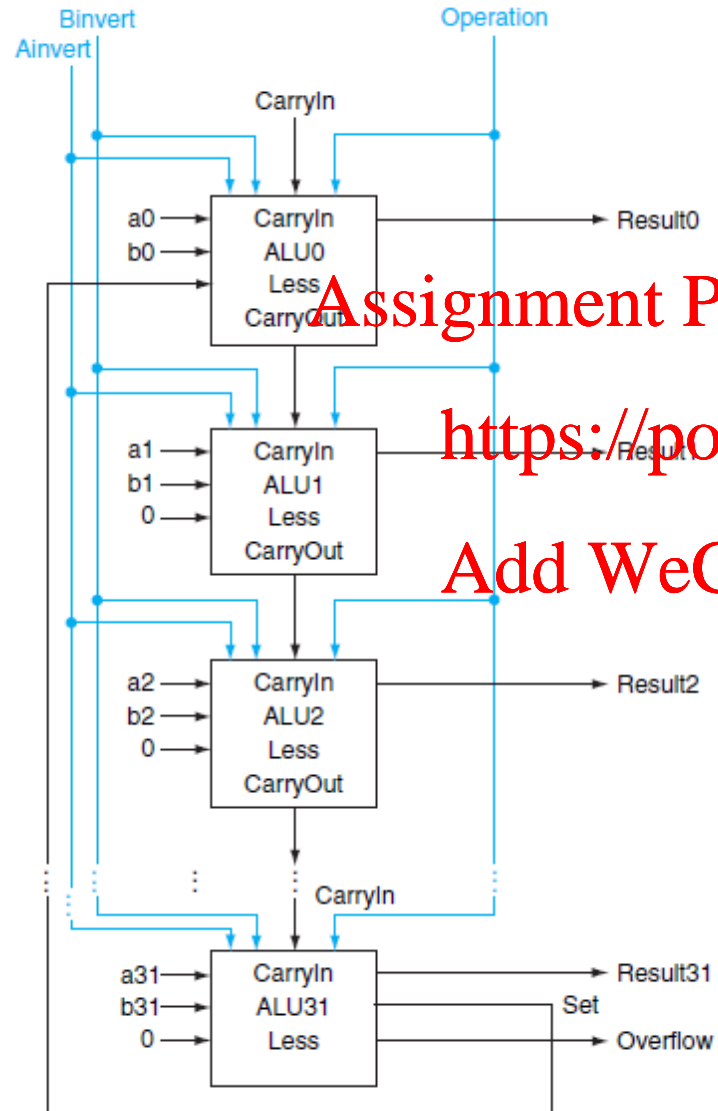 Binvert
Operation
Ainvert
CarryIn
a0
CarryIn
Result0
b0
ALU0
Less
CarryOut
Assignment P
a1
CarryIn
https://po
Result1
b1
ALU1
0
Less
CarryOut
Add WeC
a2
CarryIn
Result2
b2
ALU2
0
Less
CarryOut
CarryIn
a31
CarryIn
Result31
b31
ALU31
Set
0
Less
Overflow